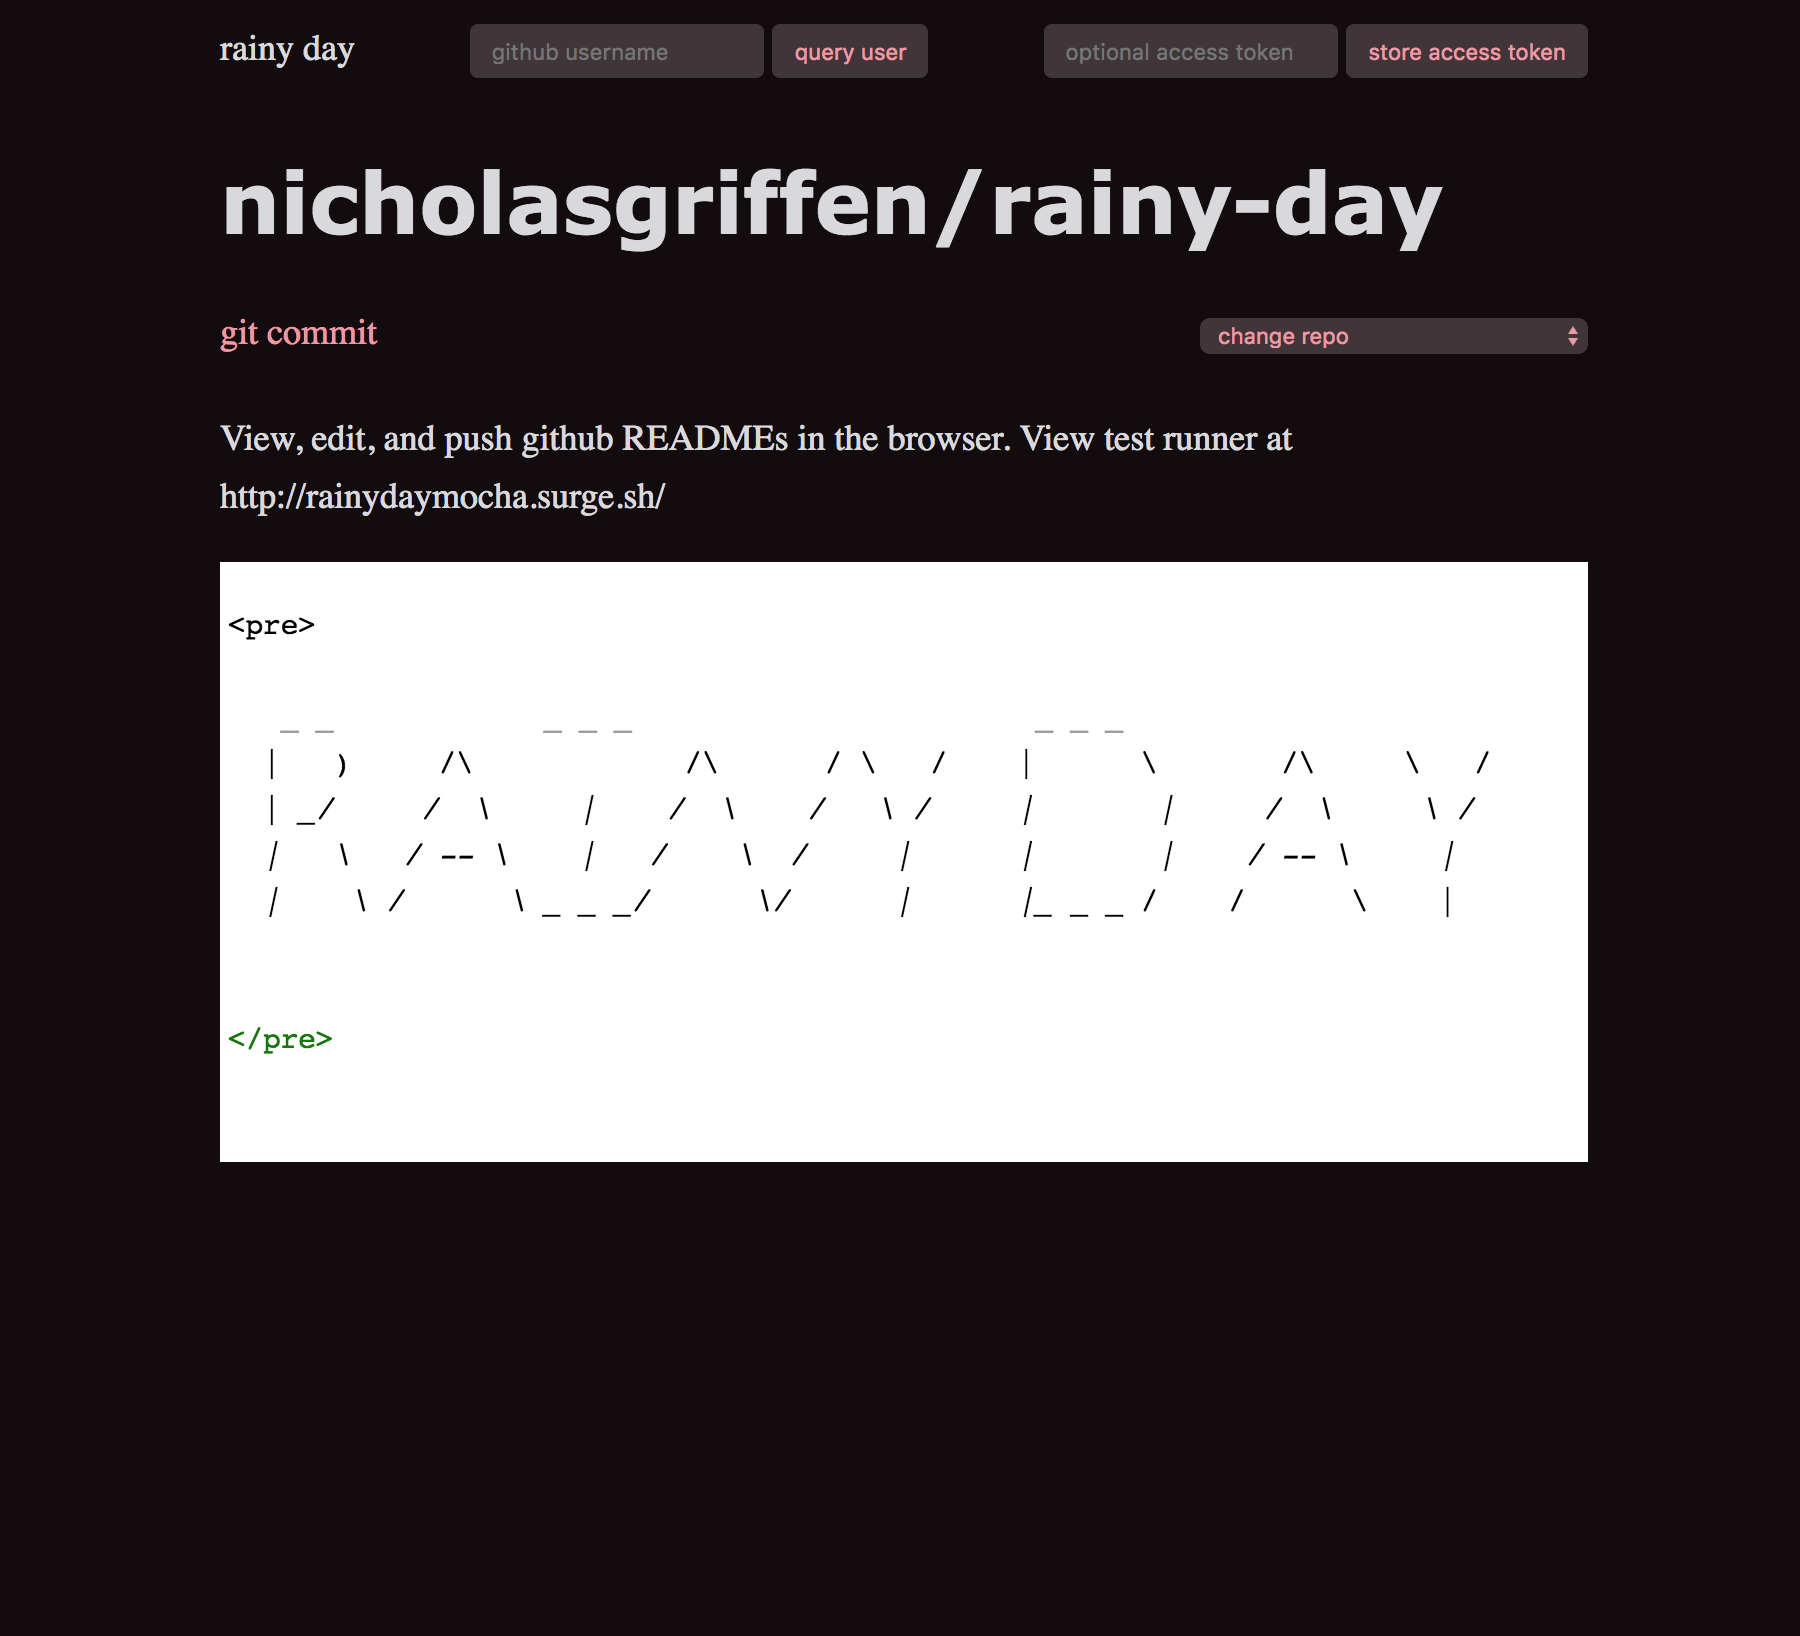 rainy day github username query user optional access token store access token
nicholasgriffen/rainy-day
git commit change repo
View, edit, and push github READMEs in the browser. View test runner at
http://rainydaymocha.surge.sh/
<pre>
   _ _            _ _ _                       _ _ _
  |   )     /\            /\      / \   /    |      \       /\     \   /
  | _/     /  \     /    /  \    /   \ /     /       /     /  \     \ /
  /   \   / -- \    /   /    \  /     /      /       /    / -- \     /
  /    \ /      \ _ _ _/      \/      /      /_ _ _ /    /      \    |
</pre>